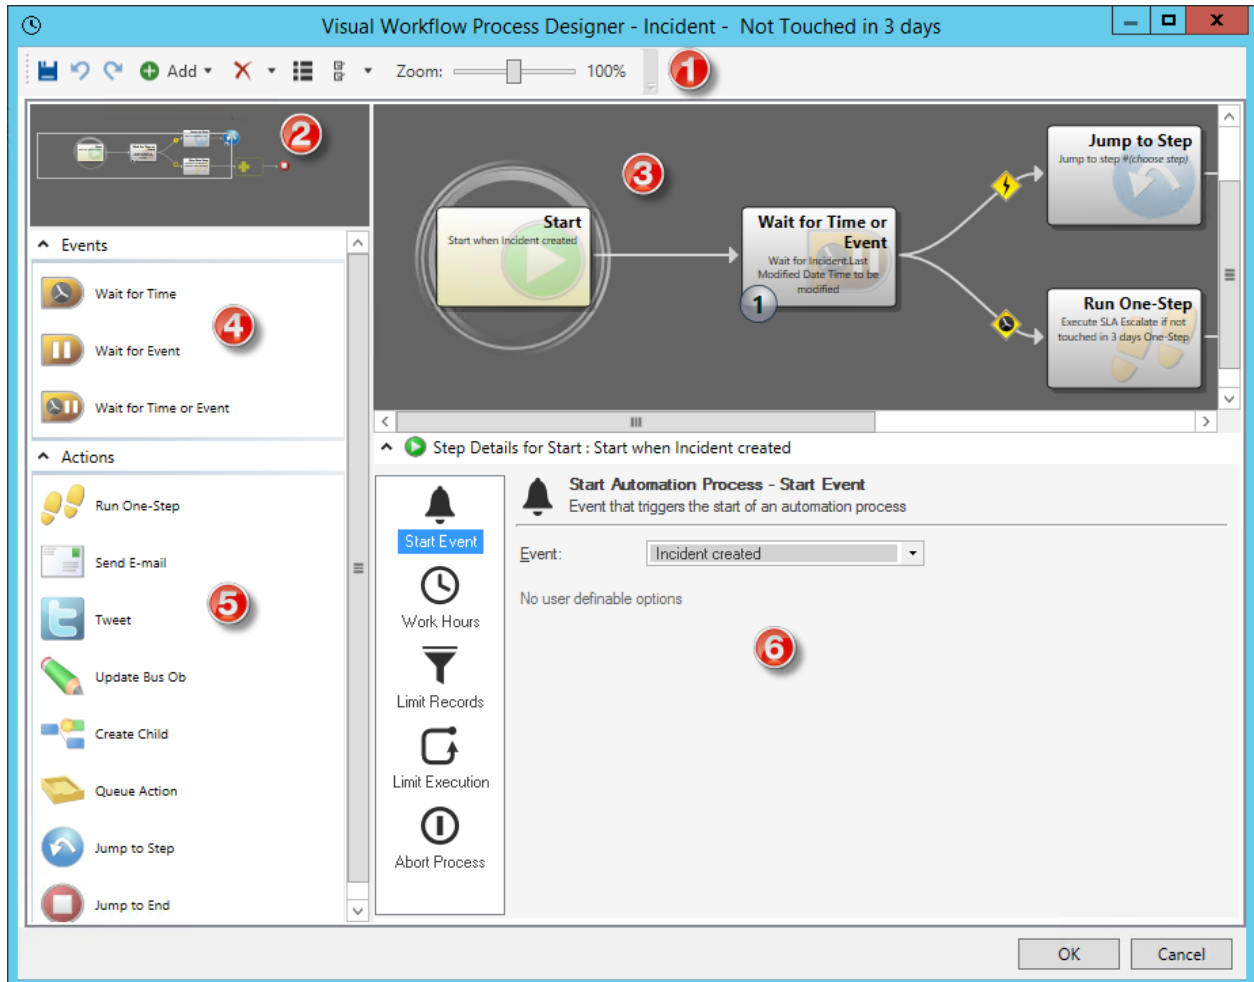 Visual Workflow Process Designer - Incident -  Not Touched in 3 days
Add
Zoom:
100%
1
2
3
Start
Start when Incident created
Wait for Time or
Event
Wait for Incident.Last
Modified Date Time to be
modified
1
Jump to Step
Jump to step #(choose step)
Run One-Step
Execute SLA Escalate if not
touched in 3 days One-Step
Events
Wait for Time
4
Wait for Event
Wait for Time or Event
Actions
Run One-Step
Send E-mail
Tweet
5
Update Bus Ob
Create Child
Queue Action
Jump to Step
Jump to End
Step Details for Start : Start when Incident created
Start Event
Work Hours
Limit Records
Limit Execution
Abort Process
Start Automation Process - Start Event
Event that triggers the start of an automation process
Event:
Incident created
No user definable options
6
OK
Cancel